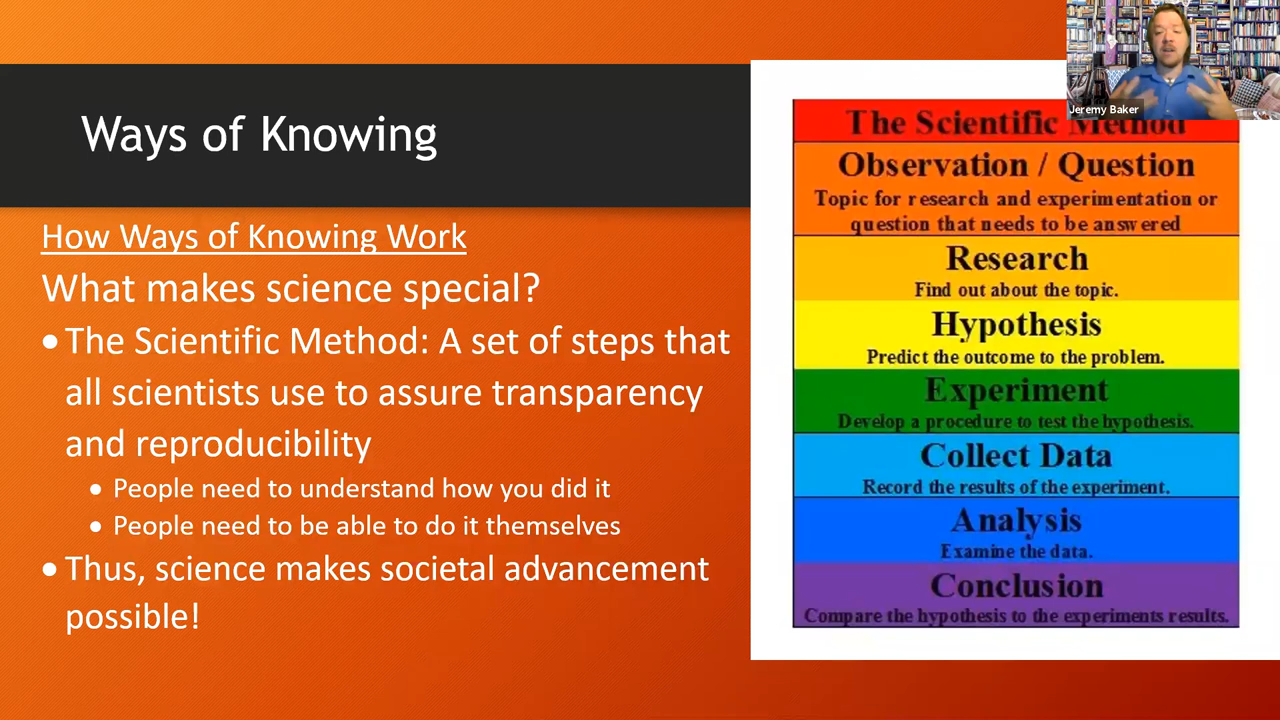 Ways of Knowing
How Ways of Knowing Work
What makes science special?
•The Scientific Method: A set of steps that
all scientists use to assure transparency
and reproducibility
• People need to understand how you did it
• People need to be able to do it themselves
•Thus, science makes societal advancement
possible!
The Scientific Method
Observation / Question
Topic for research and experimentation or
question that needs to be answered
Research
Find out about the topic.
Hypothesis
Predict the outcome to the problem.
Experiment
Develop a procedure to test the hypothesis.
Collect Data
Record the results of the experiment.
Analysis
Examine the data.
Conclusion
Compare the hypothesis to the experiments results.
Jeremy Baker